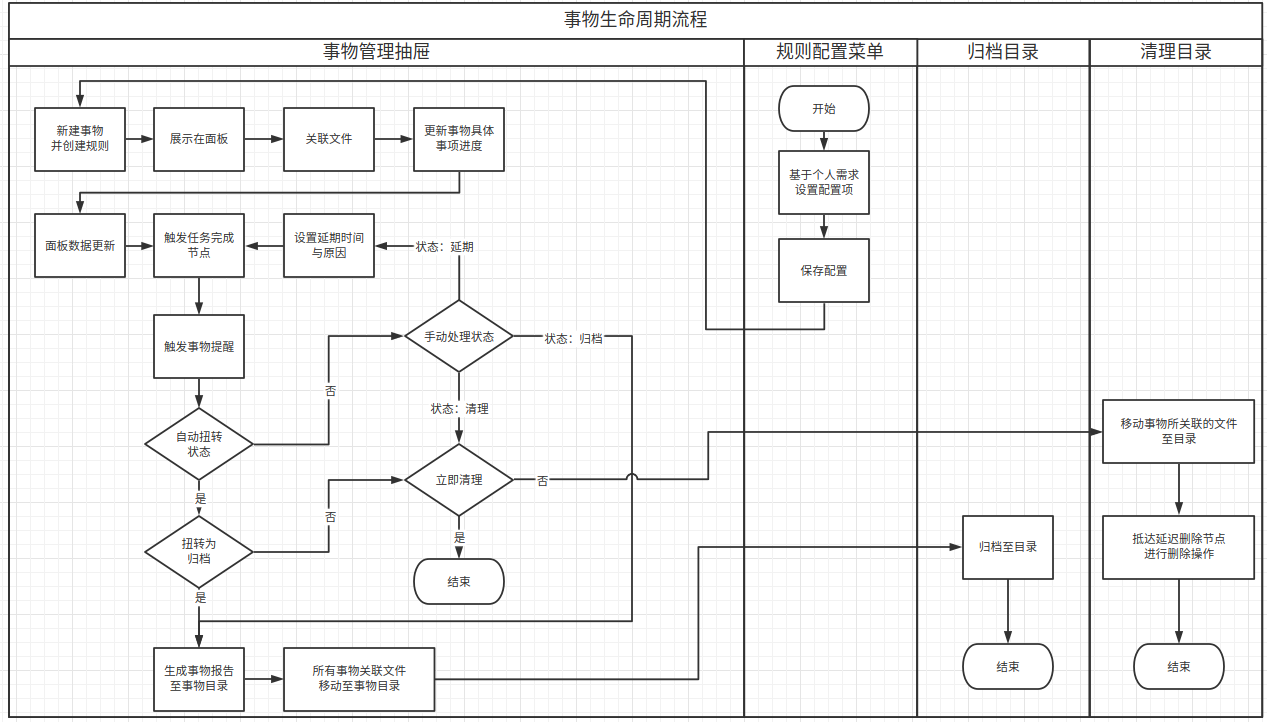 事物生命周期流程
事物管理抽屉
规则配置菜单
归档目录
清理目录
新建事物
并创建规则
展示在面板
关联文件
更新事物具体
事项进度
开始
基于个人需求
设置配置项
保存配置
面板数据更新
触发任务完成
节点
设置延期时间
与原因
状态：延期
触发事物提醒
手动处理状态
状态：归档
否
状态：清理
自动扭转
状态
是
立即清理
否
否
是
扭转为
归档
是
结束
移动事物所关联的文件
至目录
归档至目录
抵达延迟删除节点
进行删除操作
生成事物报告
至事物目录
所有事物关联文件
移动至事物目录
结束
结束